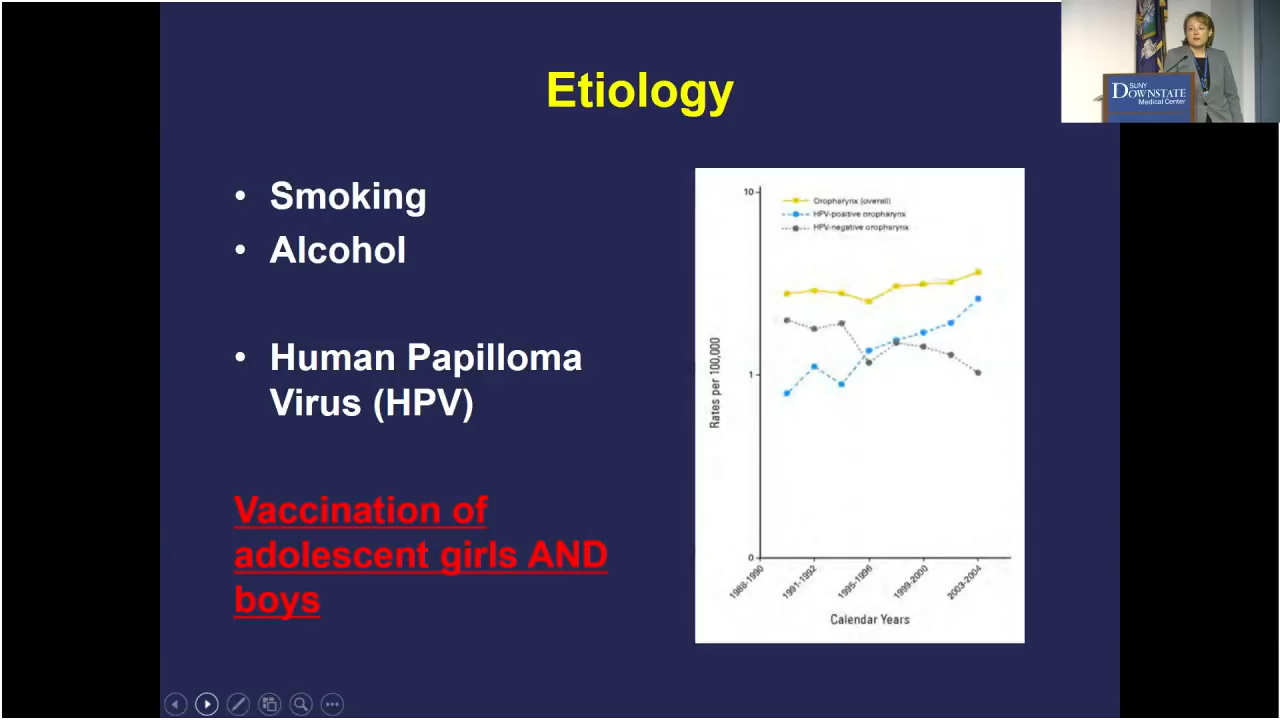 Etiology
SUNY
DOWNSTATE
Medical Center
• Smoking
• Alcohol
• Human Papilloma
Virus (HPV)
Vaccination of
adolescent girls AND
boys
10
Oropharynx (overall)
HPV-positive oropharynx
HPV-negative oropharynx
Rates per 100,000
1
0
1988-1990
1991-1992
1995-1996
1999-2000
2003-2004
Calendar Years